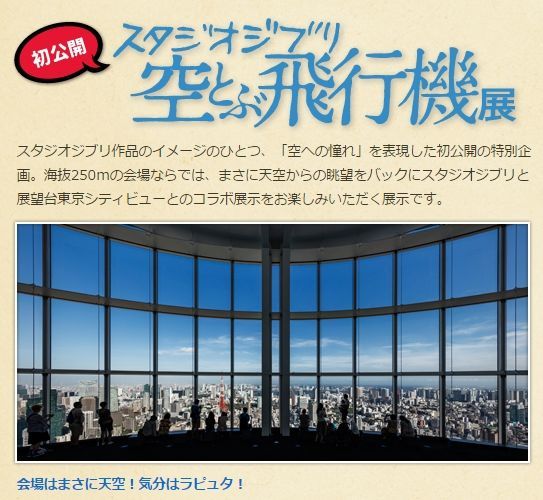 初公開
スタジオジブリ
空とぶ飛行機展
スタジオジブリ作品のイメージのひとつ、「空への憧れ」を表現した初公開の特別企
画。海抜250mの会場ならでは、まさに天空からの眺望をバックにスタジオジブリと
展望台東京シティビューとのコラボ展示をお楽しみいただく展示です。
会場はまさに天空！気分はラピュタ！